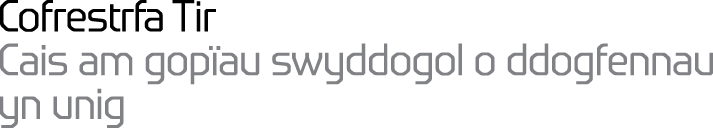 Cofrestrfa Tir
Cais am gopïau swyddogol o ddogfennau
yn unig